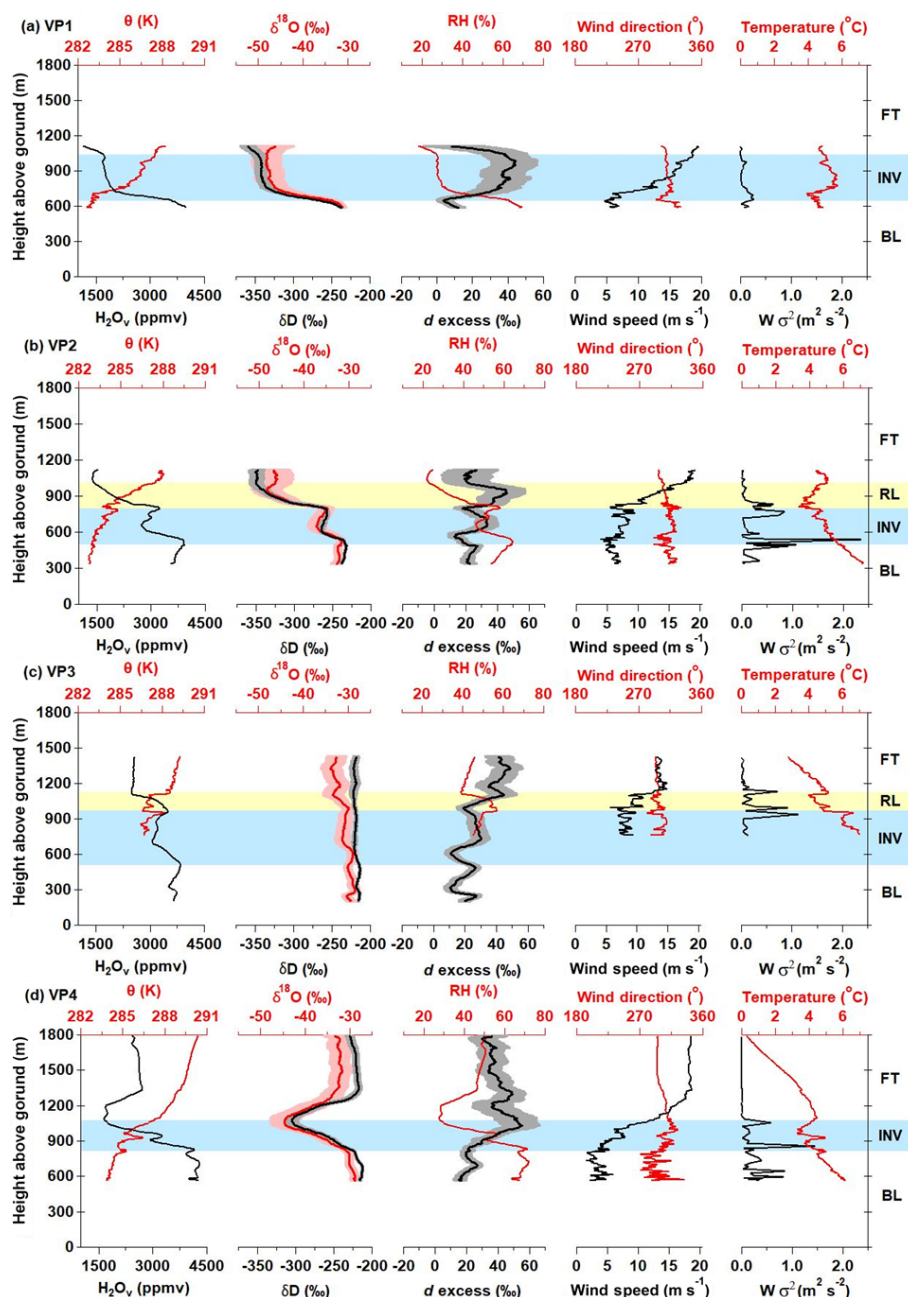 (a) VP1
θ (K)
282 285 288 291
δ¹⁸O (‰)
-50 -40 -30
RH (%)
20 40 60 80
Wind direction (°)
180 270 360
Temperature (°C)
0 2 4 6
Height above gorund (m)
1800
1500
1200
900
600
300
0
FT
INV
BL
1500 3000 4500
H₂Oᵥ (ppmv)
-350 -300 -250 -200
δD (‰)
-20 0 20 40 60
d excess (‰)
0 5 10 15 20
Wind speed (m s⁻¹)
0.0 1.0 2.0
W σ² (m² s⁻²)
(b) VP2
θ (K)
282 285 288 291
δ¹⁸O (‰)
-50 -40 -30
RH (%)
20 40 60 80
Wind direction (°)
180 270 360
Temperature (°C)
0 2 4 6
Height above gorund (m)
1800
1500
1200
900
600
300
0
FT
RL
INV
BL
1500 3000 4500
H₂Oᵥ (ppmv)
-350 -300 -250 -200
δD (‰)
-20 0 20 40 60 80
d excess (‰)
0 5 10 15 20
Wind speed (m s⁻¹)
0.0 1.0 2.0
W σ² (m² s⁻²)
(c) VP3
θ (K)
282 285 288 291
δ¹⁸O (‰)
-50 -40 -30
RH (%)
20 40 60 80
Wind direction (°)
180 270 360
Temperature (°C)
0 2 4 6
Height above gorund (m)
1800
1500
1200
900
600
300
0
FT
RL
INV
BL
1500 3000 4500
H₂Oᵥ (ppmv)
-350 -300 -250 -200
δD (‰)
-20 0 20 40 60 80
d excess (‰)
0 5 10 15 20
Wind speed (m s⁻¹)
0.0 1.0 2.0
W σ² (m² s⁻²)
(d) VP4
θ (K)
282 285 288 291
δ¹⁸O (‰)
-50 -40 -30
RH (%)
20 40 60 80
Wind direction (°)
180 270 360
Temperature (°C)
0 2 4 6
Height above gorund (m)
1800
1500
1200
900
600
300
0
FT
INV
BL
1500 3000 4500
H₂Oᵥ (ppmv)
-350 -300 -250 -200
δD (‰)
-20 0 20 40 60 80
d excess (‰)
0 5 10 15 20
Wind speed (m s⁻¹)
0.0 1.0 2.0
W σ² (m² s⁻²)